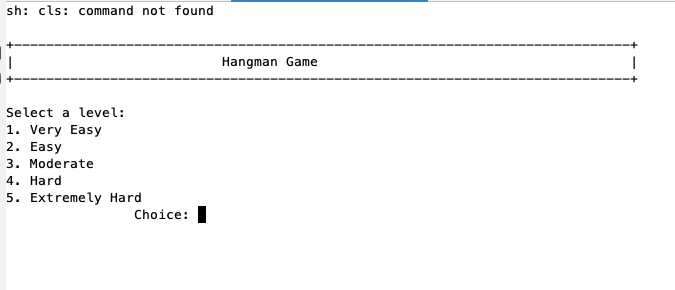 sh: cls: command not found
+-----------------------------------------------------------------------------+
|                          Hangman Game                                       |
+-----------------------------------------------------------------------------+
Select a level:
1. Very Easy
2. Easy
3. Moderate
4. Hard
5. Extremely Hard
                Choice: